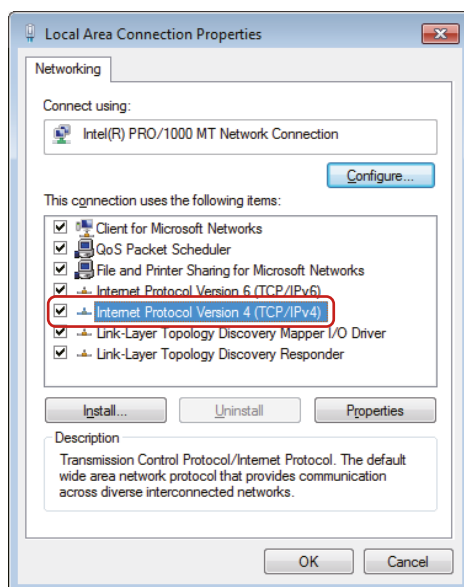 Local Area Connection Properties
Networking
Connect using:
Intel(R) PRO/1000 MT Network Connection
Configure...
This connection uses the following items:
Client for Microsoft Networks
QoS Packet Scheduler
File and Printer Sharing for Microsoft Networks
Internet Protocol Version 6 (TCP/IPv6)
Internet Protocol Version 4 (TCP/IPv4)
Link-Layer Topology Discovery Mapper I/O Driver
Link-Layer Topology Discovery Responder
Install... Uninstall Properties
Description
Transmission Control Protocol/Internet Protocol. The default
wide area network protocol that provides communication
across diverse interconnected networks.
OK Cancel